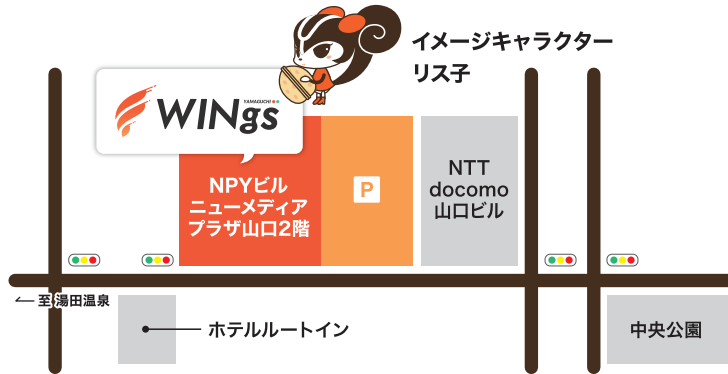 イメージキャラクター
リス子
YAMAGUCHI
WINgs
NPYビル
ニューメディア
プラザ山口2階
P
NTT
docomo
山口ビル
←至 湯田温泉
ホテルルートイン
中央公園